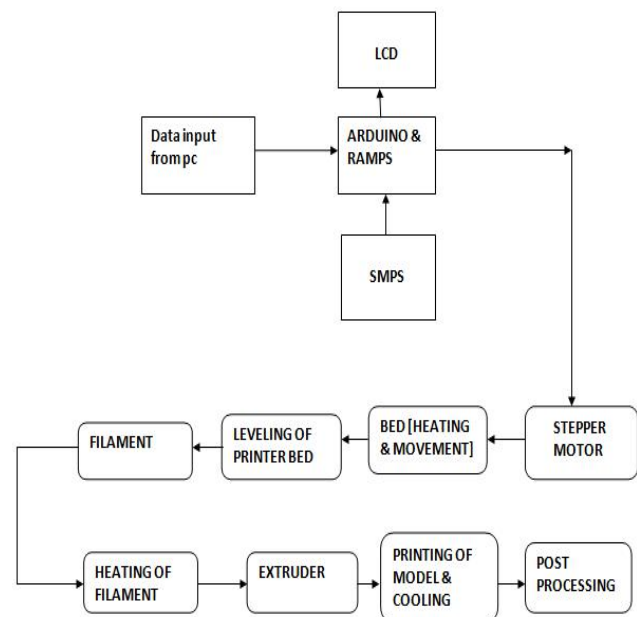 LCD
Data input
from pc
ARDUINO &
RAMPS
SMPS
FILAMENT
LEVELING OF
PRINTER BED
BED [HEATING
& MOVEMENT]
STEPPER
MOTOR
HEATING OF
FILAMENT
EXTRUDER
PRINTING OF
MODEL &
COOLING
POST
PROCESSING